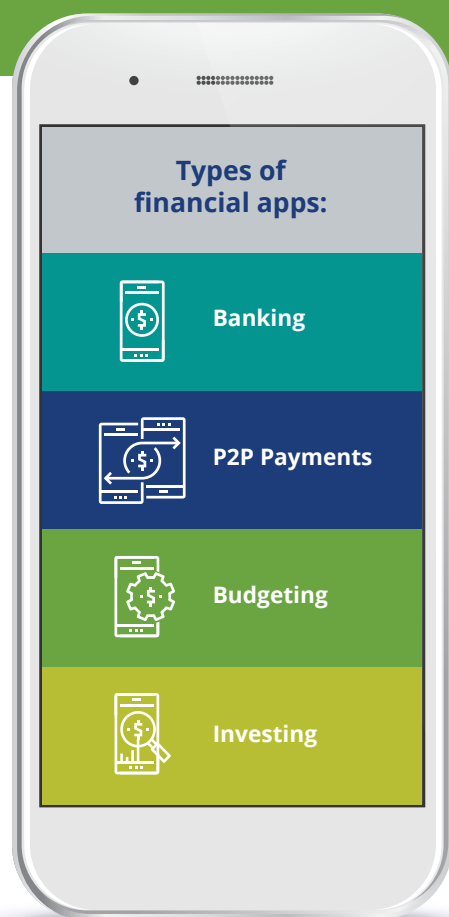 Types of
financial apps:
Banking
P2P Payments
Budgeting
Investing